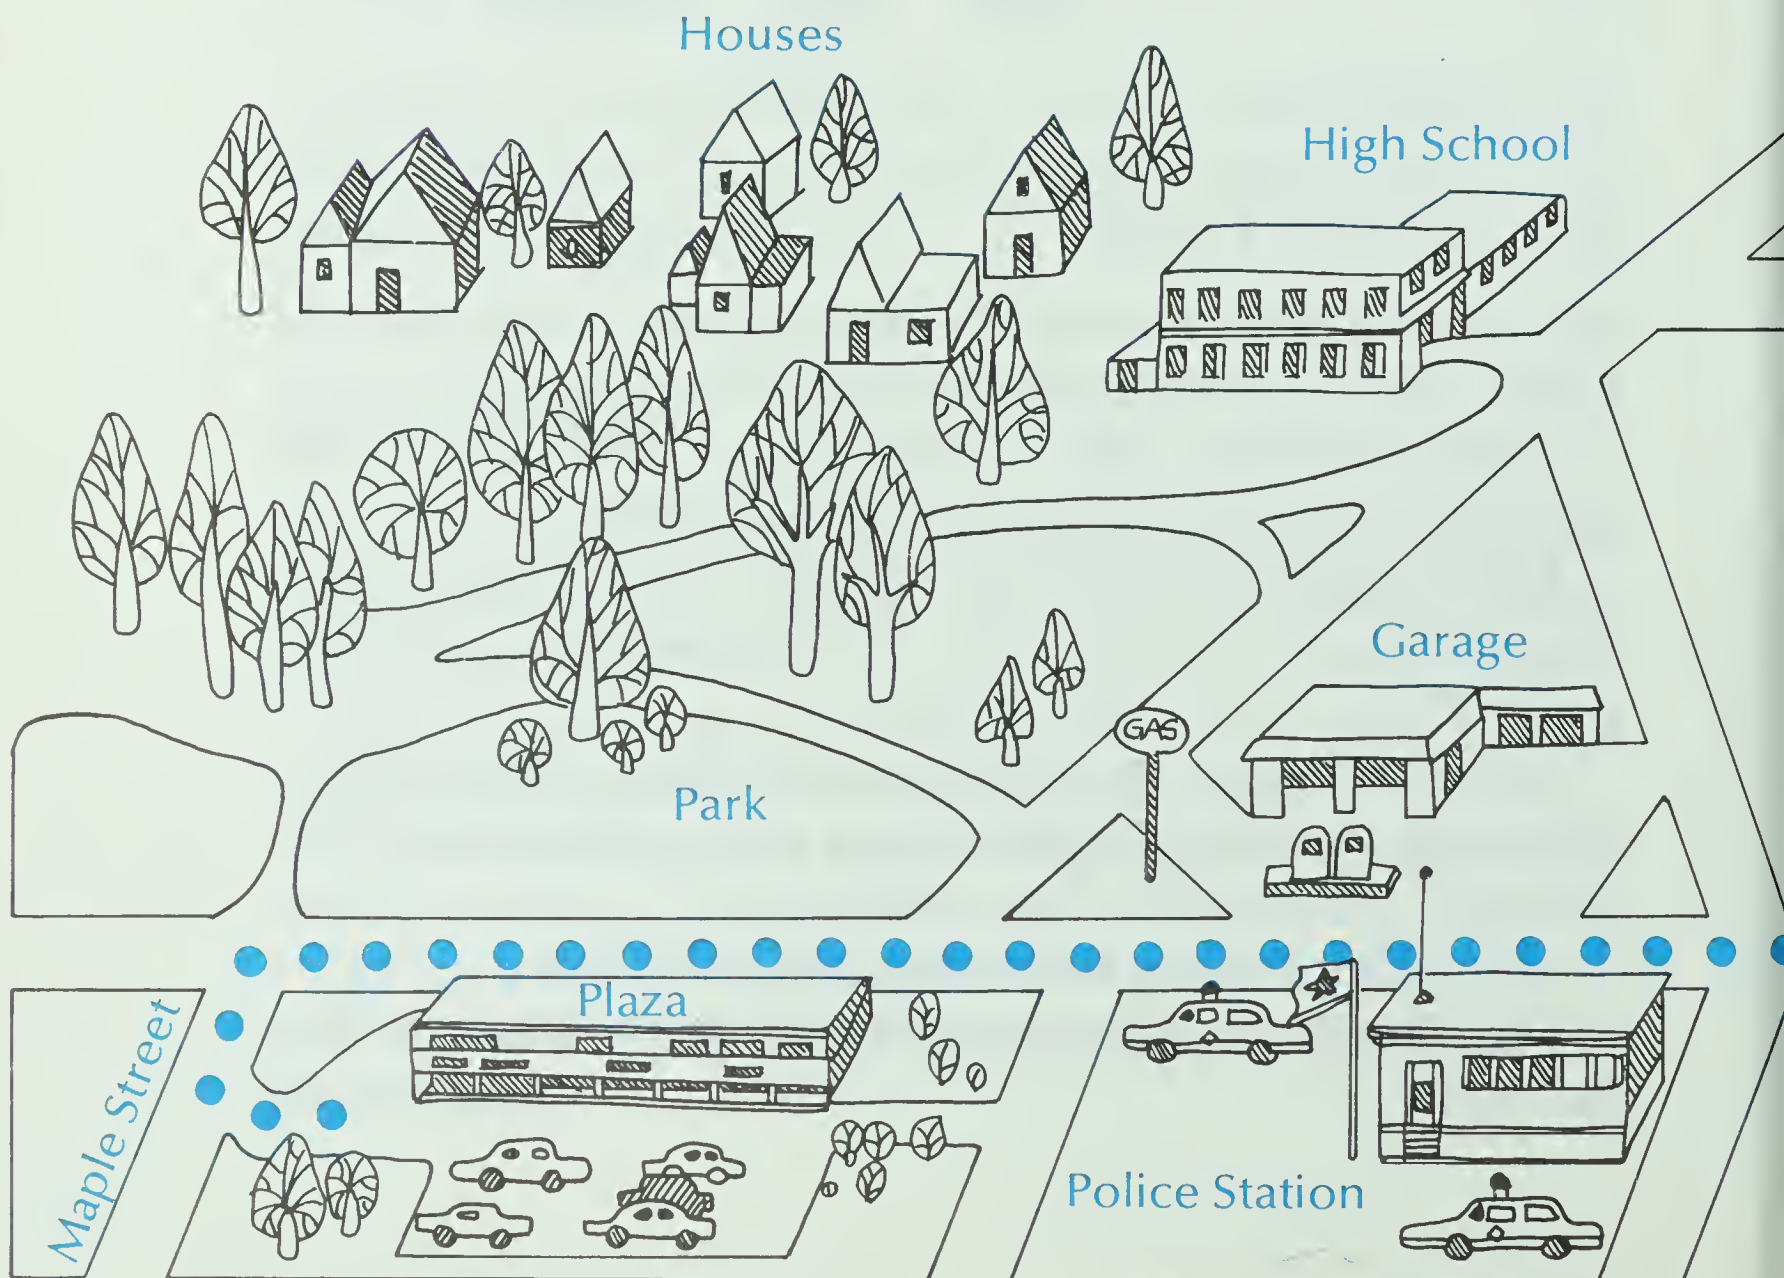 Houses
High School
Garage
GAS
Park
Plaza
Maple Street
Police Station